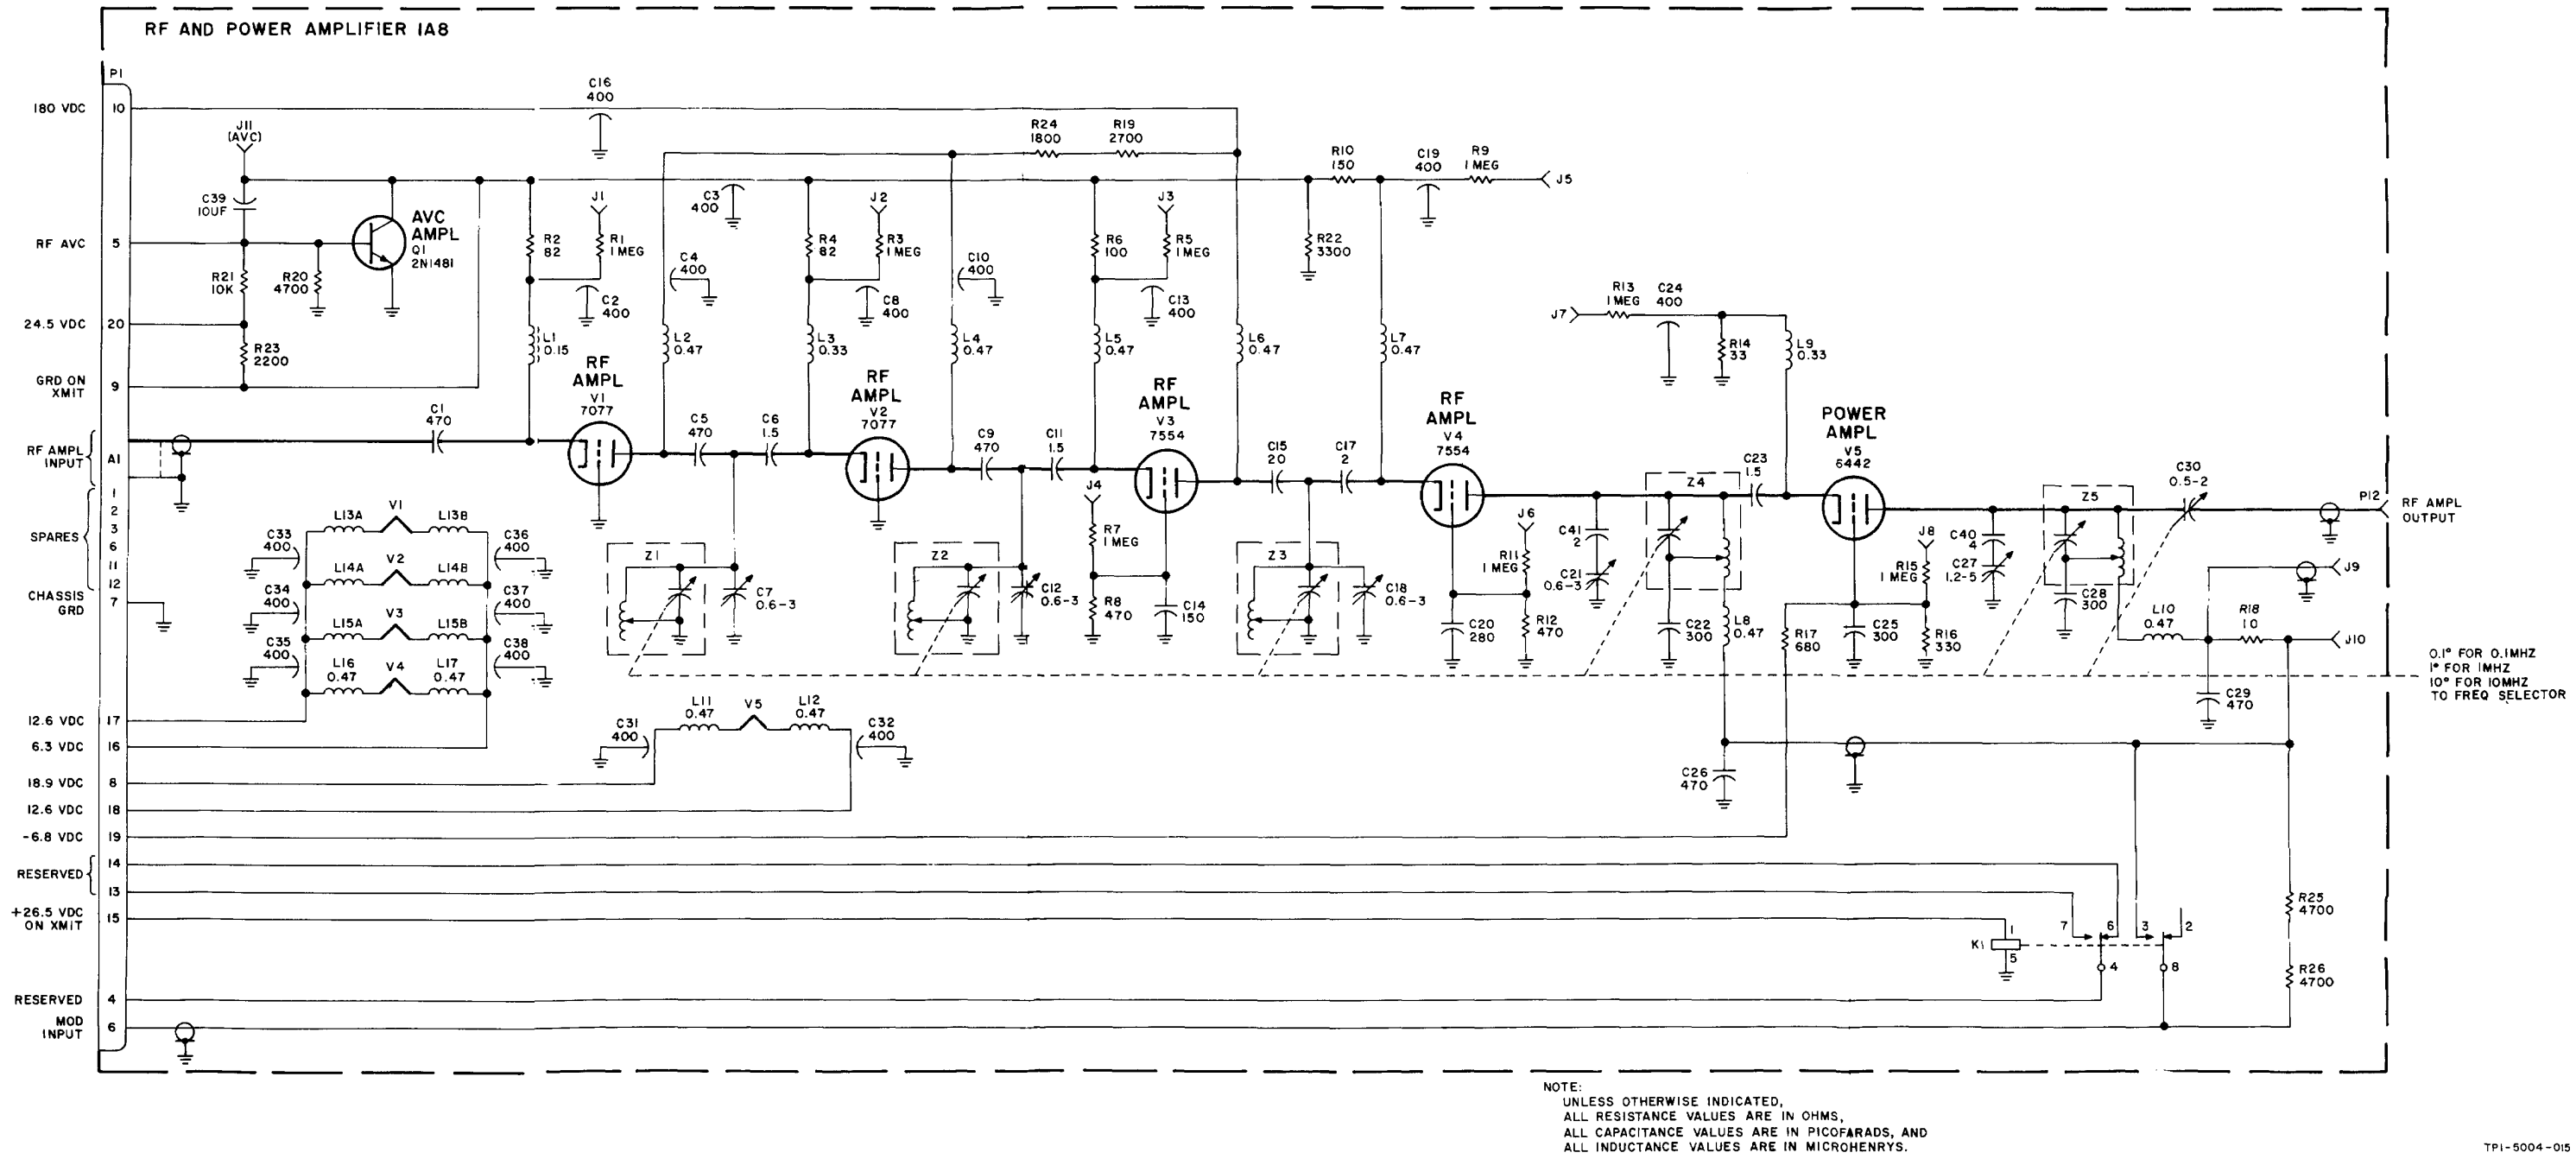 RF AND POWER AMPLIFIER 1A8
P1
180 VDC
10
C16
400
J11
(AVC)
R24
1800
R19
2700
R10
150
C19
400
R9
1 MEG
J5
C39
10UF
C3
400
J1
J2
J3
AVC
AMPL
Q1
2N1481
RF AVC
5
R2
82
R1
1 MEG
R4
82
R3
1 MEG
R6
100
R5
1 MEG
R22
3300
R21
10K
R20
4700
C4
400
C10
400
C2
400
C8
400
C13
400
R13
1 MEG
C24
400
J7
24.5 VDC
20
R23
2200
L1
0.15
L2
0.47
L3
0.33
L4
0.47
L5
0.47
L6
0.47
L7
0.47
R14
33
L9
0.33
GRD ON
XMIT
9
RF
AMPL
V1
7077
RF
AMPL
V2
7077
RF
AMPL
V3
7554
RF
AMPL
V4
7554
POWER
AMPL
V5
6442
C1
470
C5
470
C6
1.5
C9
470
C11
1.5
C15
20
C17
2
C23
1.5
C30
0.5-2
RF AMPL
INPUT
A1
P12
RF AMPL
OUTPUT
SPARES
1
2
3
6
11
12
CHASSIS
GRD
7
L13A
V1
L13B
C33
400
C36
400
L14A
V2
L14B
C34
400
C37
400
L15A
V3
L15B
C35
400
C38
400
L16
0.47
V4
L17
0.47
Z1
C7
0.6-3
Z2
C12
0.6-3
J4
R7
1 MEG
R8
470
C14
150
Z3
C18
0.6-3
J6
R11
1 MEG
C20
280
R12
470
C41
2
C21
0.6-3
Z4
C22
300
L8
0.47
R17
680
C25
300
J8
R15
1 MEG
R16
330
C40
4
C27
1.2-5
Z5
C28
300
L10
0.47
R18
10
J9
J10
C29
470
0.1° FOR 0.1MHZ
1° FOR 1MHZ
10° FOR 10MHZ
TO FREQ SELECTOR
12.6 VDC
17
6.3 VDC
16
L11
0.47
V5
L12
0.47
C31
400
C32
400
18.9 VDC
8
12.6 VDC
18
-6.8 VDC
19
C26
470
RESERVED
14
13
+26.5 VDC
ON XMIT
15
K1
1
5
7
6
3
2
4
8
R25
4700
R26
4700
RESERVED
4
MOD
INPUT
6
NOTE:
UNLESS OTHERWISE INDICATED,
ALL RESISTANCE VALUES ARE IN OHMS,
ALL CAPACITANCE VALUES ARE IN PICOFARADS, AND
ALL INDUCTANCE VALUES ARE IN MICROHENRYS.
TPI-5004-015